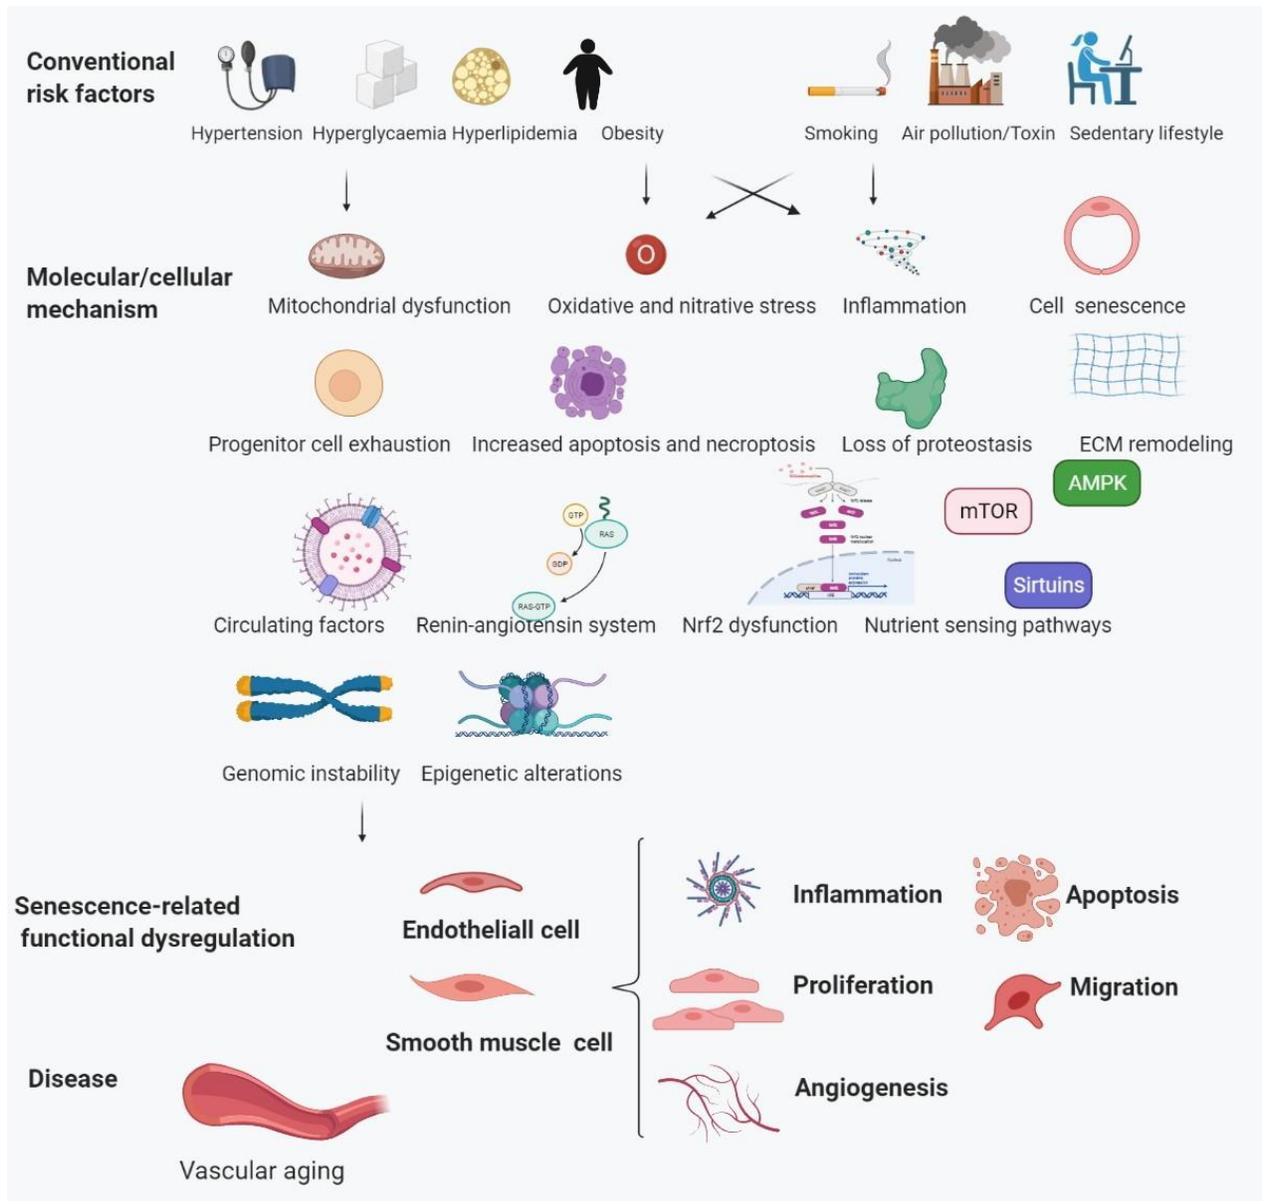 Conventional
risk factors
Hypertension Hyperglycaemia Hyperlipidemia Obesity Smoking Air pollution/Toxin Sedentary lifestyle
Molecular/cellular
mechanism
O
Mitochondrial dysfunction Oxidative and nitrative stress Inflammation Cell senescence
Progenitor cell exhaustion Increased apoptosis and necroptosis Loss of proteostasis ECM remodeling
AMPK
mTOR
GTP
RAS
GDP
Sirtuins
RAS-GTP
Circulating factors Renin-angiotensin system Nrf2 dysfunction Nutrient sensing pathways
Genomic instability Epigenetic alterations
Senescence-related
functional dysregulation
Endotheliall cell
Smooth muscle cell
Inflammation Apoptosis
Proliferation Migration
Angiogenesis
Disease
Vascular aging